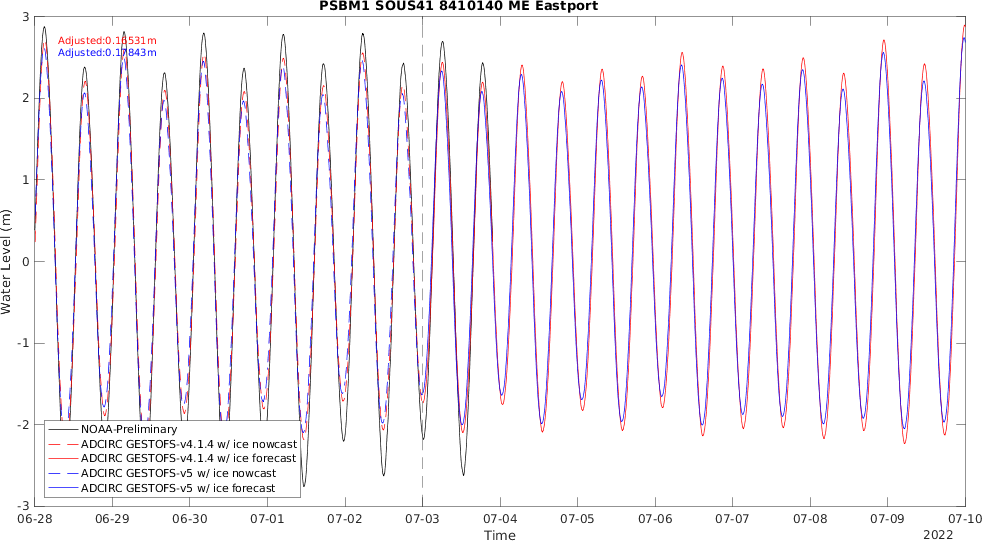 PSBM1 SOUS41 8410140 ME Eastport
Adjusted:0.16531m
Adjusted:0.17843m
3
2
1
0
-1
-2
-3
Water Level (m)
NOAA-Preliminary
ADCIRC GESTOFS-v4.1.4 w/ ice nowcast
ADCIRC GESTOFS-v4.1.4 w/ ice forecast
ADCIRC GESTOFS-v5 w/ ice nowcast
ADCIRC GESTOFS-v5 w/ ice forecast
06-28 06-29 06-30 07-01 07-02 07-03 07-04 07-05 07-06 07-07 07-08 07-09 07-10
Time
2022